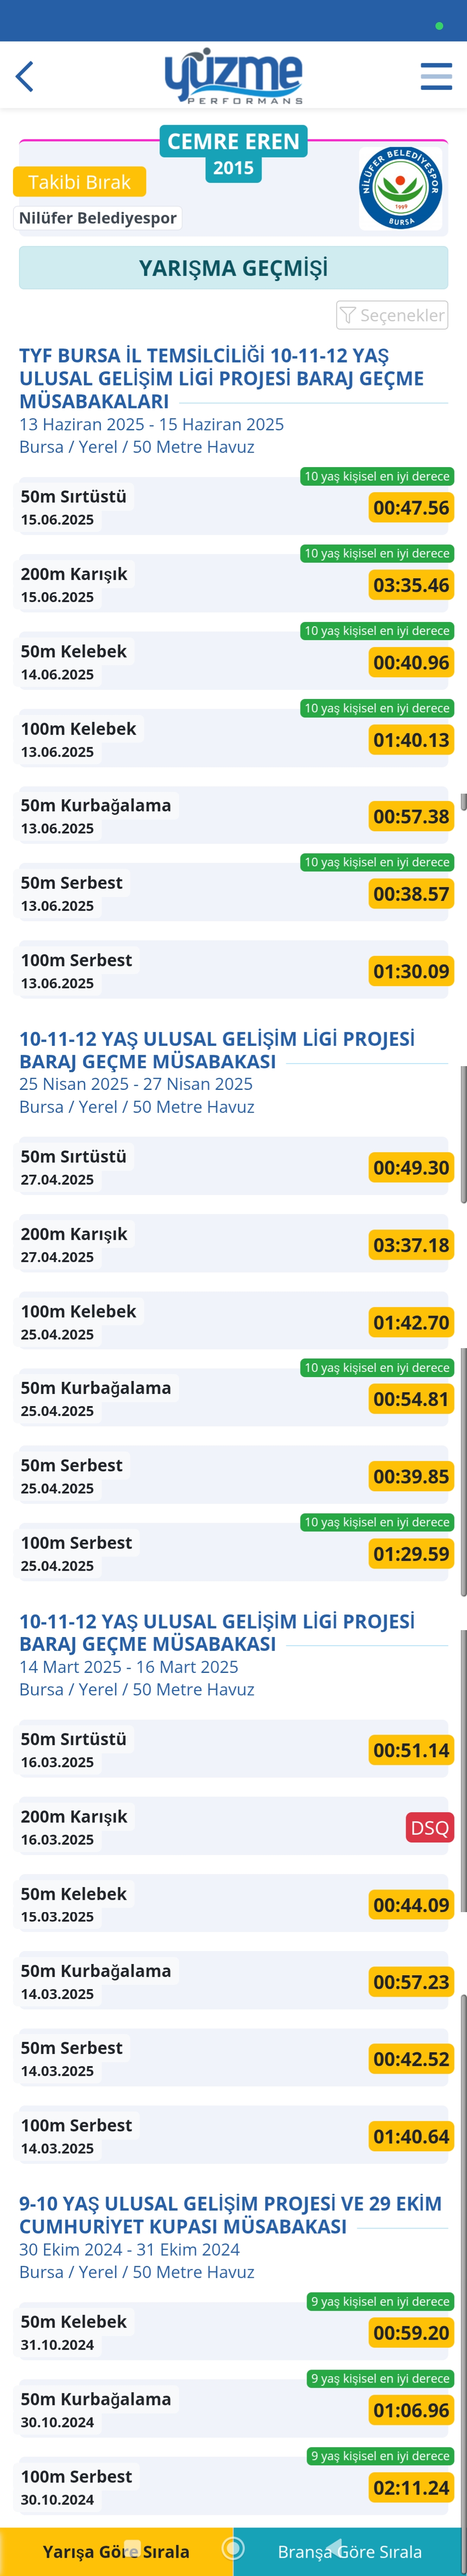 yüzme
PERFORMANS
CEMRE EREN
2015
Takibi Bırak
Nilüfer Belediyespor
NİLÜFER BELEDİYESPOR
1999
BURSA
YARIŞMA GEÇMİŞİ
Seçenekler
TYF BURSA İL TEMSİLCİLİĞİ 10-11-12 YAŞ
ULUSAL GELİŞİM LİGİ PROJESİ BARAJ GEÇME
MÜSABAKALARI
13 Haziran 2025 - 15 Haziran 2025
Bursa / Yerel / 50 Metre Havuz
10 yaş kişisel en iyi derece
50m Sırtüstü
00:47.56
15.06.2025
10 yaş kişisel en iyi derece
200m Karışık
03:35.46
15.06.2025
10 yaş kişisel en iyi derece
50m Kelebek
00:40.96
14.06.2025
10 yaş kişisel en iyi derece
100m Kelebek
01:40.13
13.06.2025
50m Kurbağalama
00:57.38
13.06.2025
10 yaş kişisel en iyi derece
50m Serbest
00:38.57
13.06.2025
100m Serbest
01:30.09
13.06.2025
10-11-12 YAŞ ULUSAL GELİŞİM LİGİ PROJESİ
BARAJ GEÇME MÜSABAKASI
25 Nisan 2025 - 27 Nisan 2025
Bursa / Yerel / 50 Metre Havuz
50m Sırtüstü
00:49.30
27.04.2025
200m Karışık
03:37.18
27.04.2025
100m Kelebek
01:42.70
25.04.2025
10 yaş kişisel en iyi derece
50m Kurbağalama
00:54.81
25.04.2025
50m Serbest
00:39.85
25.04.2025
10 yaş kişisel en iyi derece
100m Serbest
01:29.59
25.04.2025
10-11-12 YAŞ ULUSAL GELİŞİM LİGİ PROJESİ
BARAJ GEÇME MÜSABAKASI
14 Mart 2025 - 16 Mart 2025
Bursa / Yerel / 50 Metre Havuz
50m Sırtüstü
00:51.14
16.03.2025
200m Karışık
DSQ
16.03.2025
50m Kelebek
00:44.09
15.03.2025
50m Kurbağalama
00:57.23
14.03.2025
50m Serbest
00:42.52
14.03.2025
100m Serbest
01:40.64
14.03.2025
9-10 YAŞ ULUSAL GELİŞİM PROJESİ VE 29 EKİM
CUMHURİYET KUPASI MÜSABAKASI
30 Ekim 2024 - 31 Ekim 2024
Bursa / Yerel / 50 Metre Havuz
9 yaş kişisel en iyi derece
50m Kelebek
00:59.20
31.10.2024
9 yaş kişisel en iyi derece
50m Kurbağalama
01:06.96
30.10.2024
9 yaş kişisel en iyi derece
100m Serbest
02:11.24
30.10.2024
Yarışa Göre Sırala
Branşa Göre Sırala